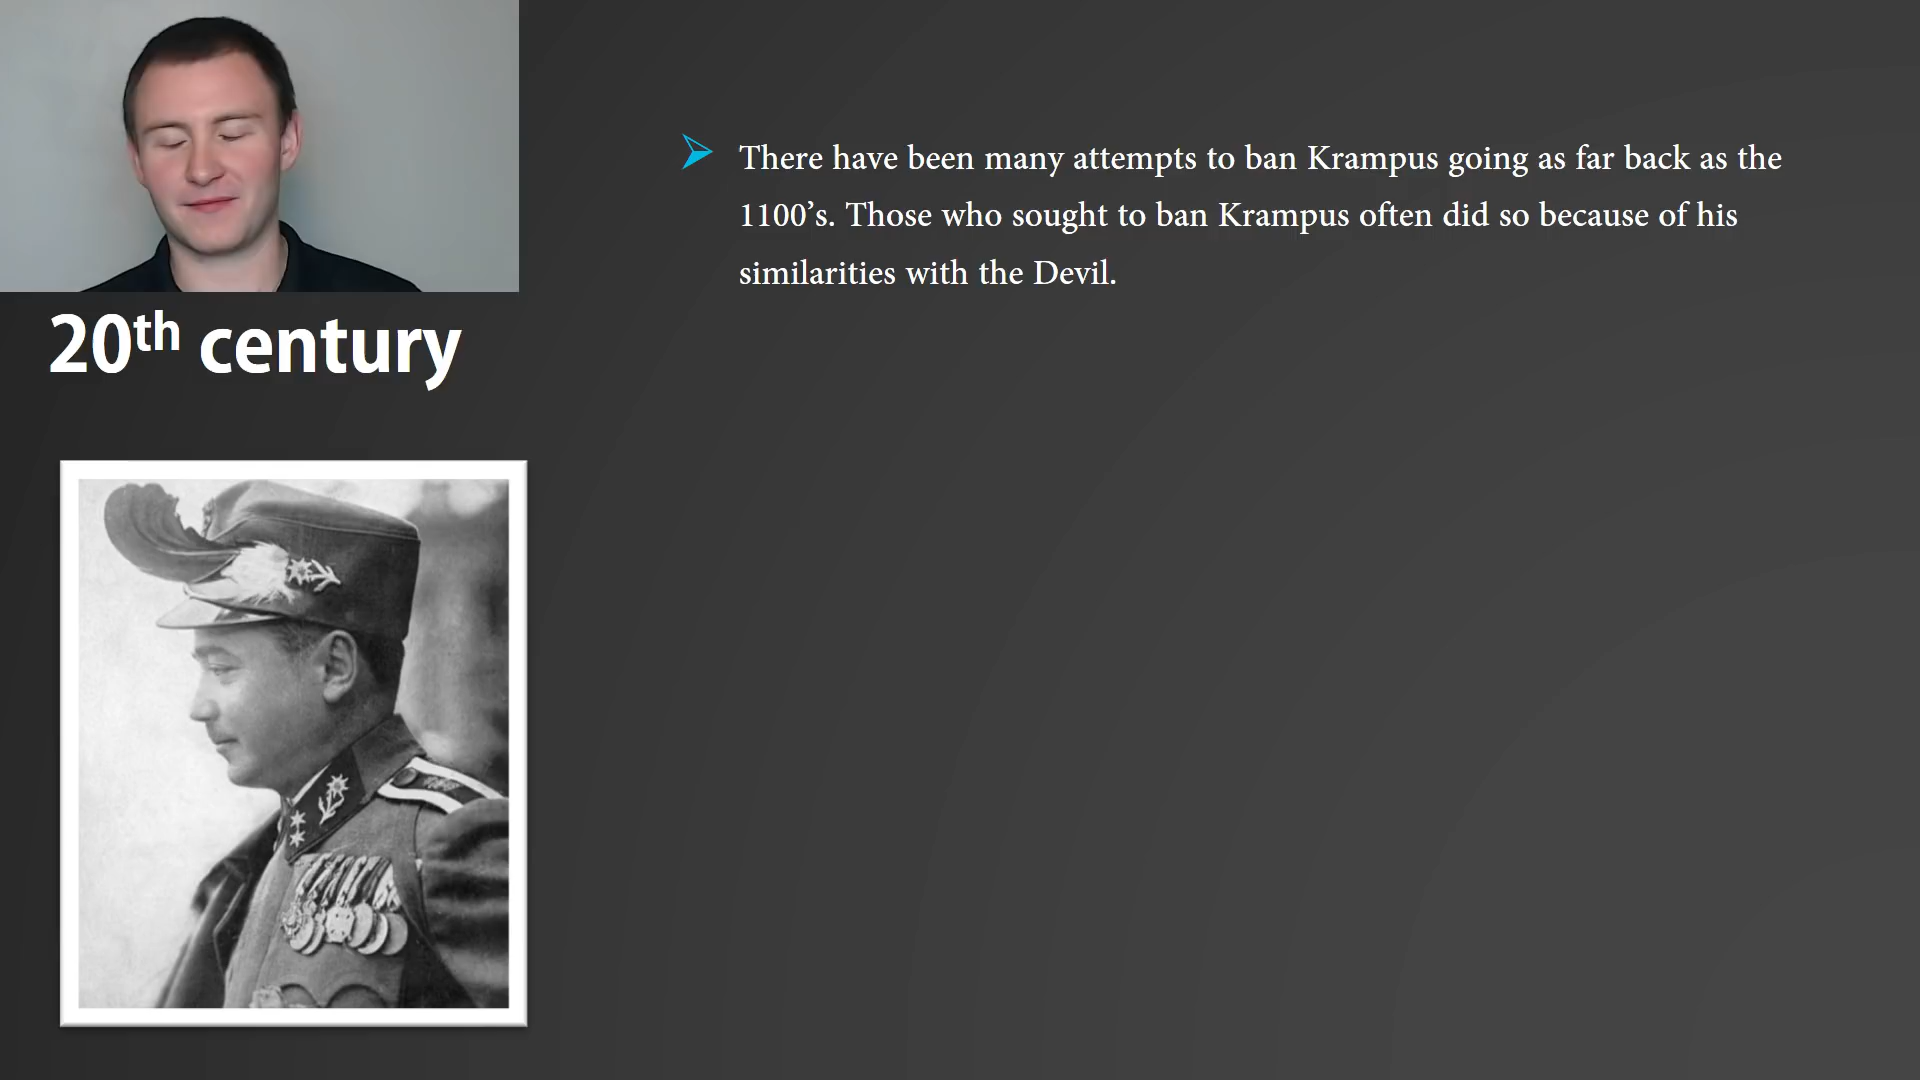 20th century
There have been many attempts to ban Krampus going as far back as the
1100’s. Those who sought to ban Krampus often did so because of his
similarities with the Devil.